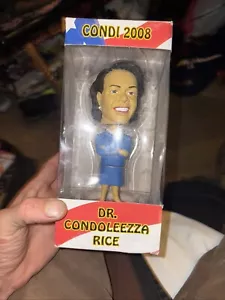 CONDI 2008
DR.
CONDOLEEZZA
RICE